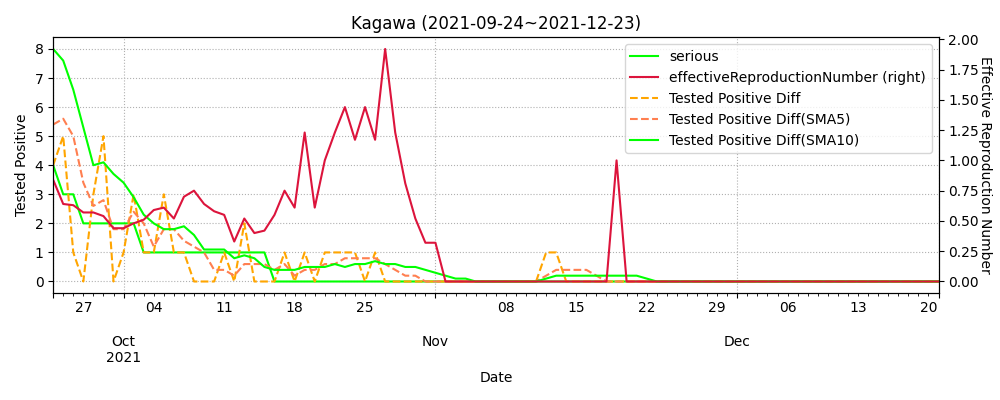 Kagawa (2021-09-24~2021-12-23)
8
7
6
5
4
3
2
1
0
Tested Positive
2.00
1.75
1.50
1.25
1.00
0.75
0.50
0.25
0.00
Effective Reproduction Number
serious
effectiveReproductionNumber (right)
Tested Positive Diff
Tested Positive Diff(SMA5)
Tested Positive Diff(SMA10)
27 04 11 18 25 08 15 22 29 06 13 20
Oct Nov Dec
2021
Date